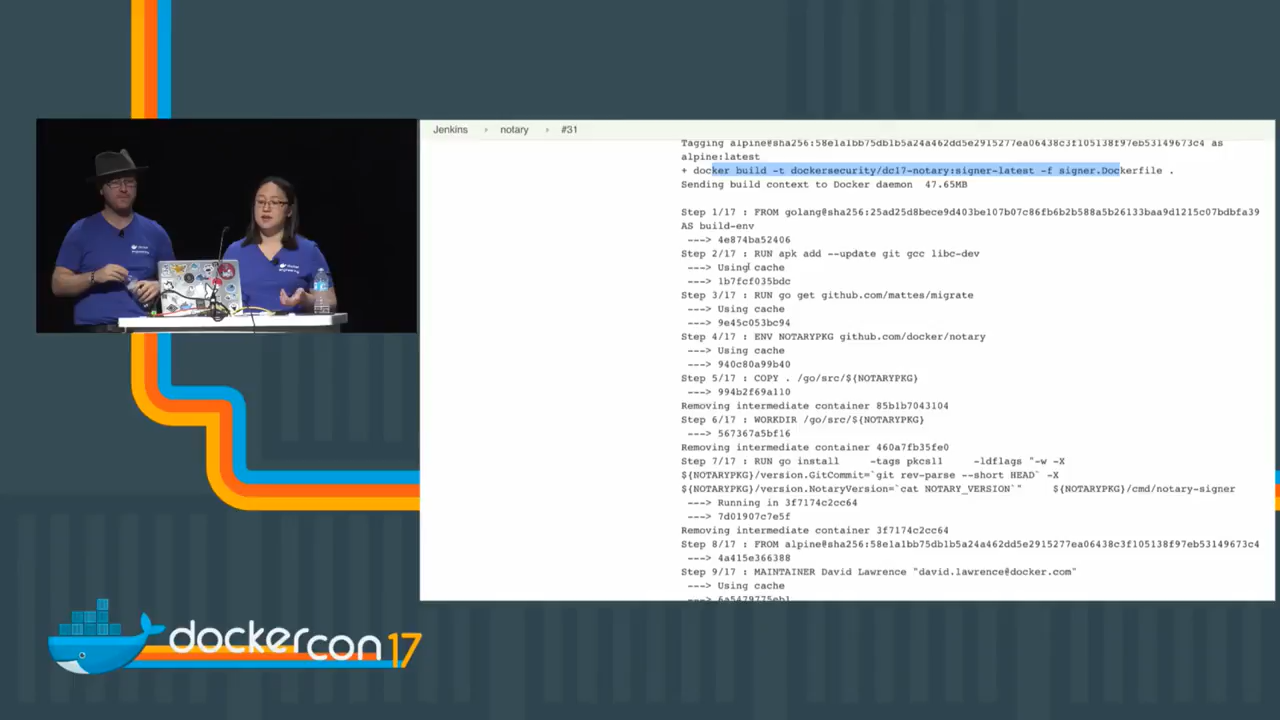 Jenkins › notary › #31
Tagging alpine@sha256:58e1a1bb75db1b5a24a462dd5e2915277ea06438c3f105138f97eb53149673c4 as
alpine:latest
+ docker build -t dockersecurity/dc17-notary:signer-latest -f signer.Dockerfile .
Sending build context to Docker daemon 47.65MB
Step 1/17 : FROM golang@sha256:25ad25d8bece9d403be107b07c86fb6b2b588a5b26133baa9d1215c07bdbfa39
AS build-env
---> 4e874ba52406
Step 2/17 : RUN apk add --update git gcc libc-dev
---> Using cache
---> 1b7fcf035bdc
Step 3/17 : RUN go get github.com/mattes/migrate
---> Using cache
---> 9e45c053bc94
Step 4/17 : ENV NOTARYPKG github.com/docker/notary
---> Using cache
---> 940c80a99b40
Step 5/17 : COPY . /go/src/${NOTARYPKG}
---> 994b2f69a110
Removing intermediate container 85b1b7043104
Step 6/17 : WORKDIR /go/src/${NOTARYPKG}
---> 567367a5bf16
Removing intermediate container 460a7fb35fe0
Step 7/17 : RUN go install -tags pkcs11 -ldflags "-w -X
${NOTARYPKG}/version.GitCommit=`git rev-parse --short HEAD` -X
${NOTARYPKG}/version.NotaryVersion=`cat NOTARY_VERSION`" ${NOTARYPKG}/cmd/notary-signer
---> Running in 3f7174c2cc64
---> 7d01907c7e5f
Removing intermediate container 3f7174c2cc64
Step 8/17 : FROM alpine@sha256:58e1a1bb75db1b5a24a462dd5e2915277ea06438c3f105138f97eb53149673c4
---> 4a415e366388
Step 9/17 : MAINTAINER David Lawrence "david.lawrence@docker.com"
---> Using cache
---> 6a5479775eb1
dockercon 17